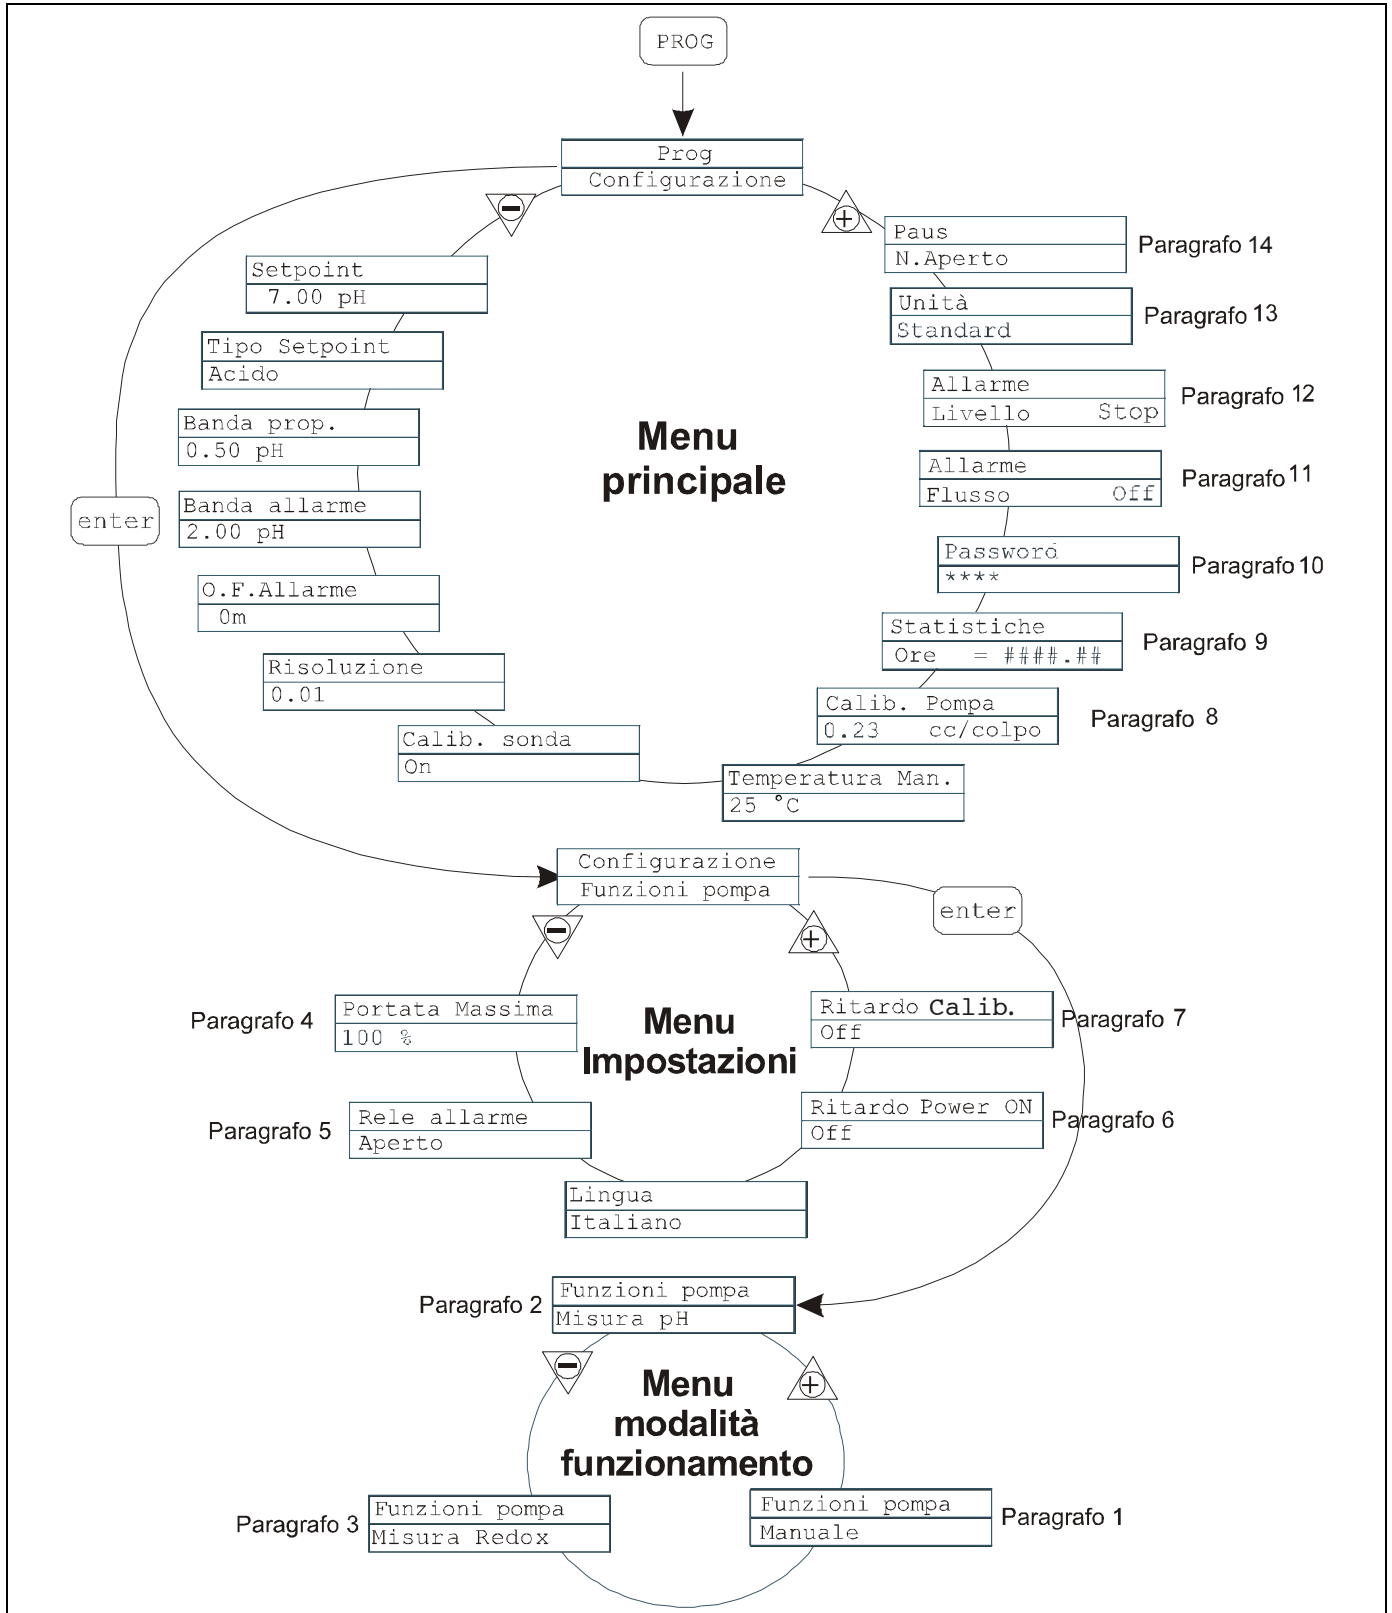 PROG
Prog
Configurazione
Setpoint
7.00 pH
Tipo Setpoint
Acido
Banda prop.
0.50 pH
Banda allarme
2.00 pH
O.F.Allarme
0m
Risoluzione
0.01
Calib. sonda
On
enter
Menu
principale
Paus
N.Aperto
Paragrafo 14
Unità
Standard
Paragrafo 13
Allarme
Livello Stop
Paragrafo 12
Allarme
Flusso Off
Paragrafo 11
Password
****
Paragrafo 10
Statistiche
Ore = ####.##
Paragrafo 9
Calib. Pompa
0.23 cc/colpo
Paragrafo 8
Temperatura Man.
25 °C
Configurazione
Funzioni pompa
enter
Menu
Impostazioni
Paragrafo 4
Portata Massima
100 %
Ritardo Calib.
Off
Paragrafo 7
Paragrafo 5
Rele allarme
Aperto
Ritardo Power ON
Off
Paragrafo 6
Lingua
Italiano
Paragrafo 2
Funzioni pompa
Misura pH
Menu
modalità
funzionamento
Paragrafo 3
Funzioni pompa
Misura Redox
Funzioni pompa
Manuale
Paragrafo 1